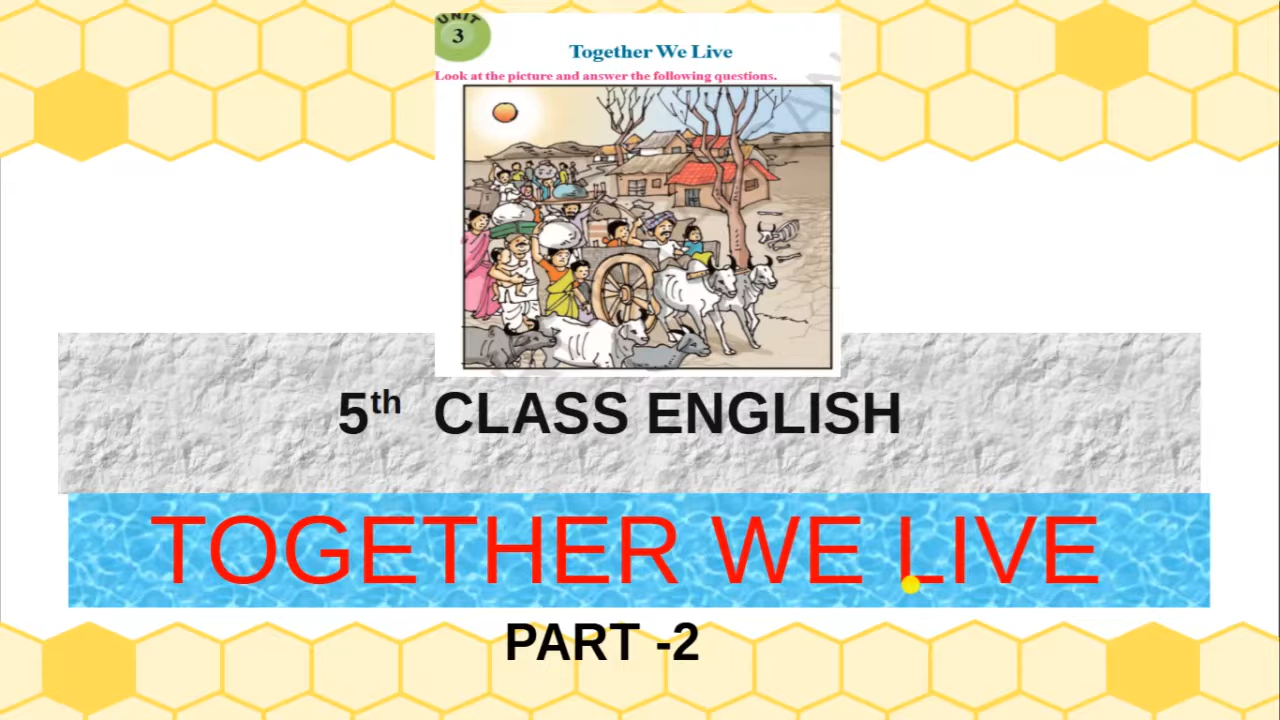 UNIT
3
Together We Live
Look at the picture and answer the following questions.
5th CLASS ENGLISH
TOGETHER WE LIVE
PART -2